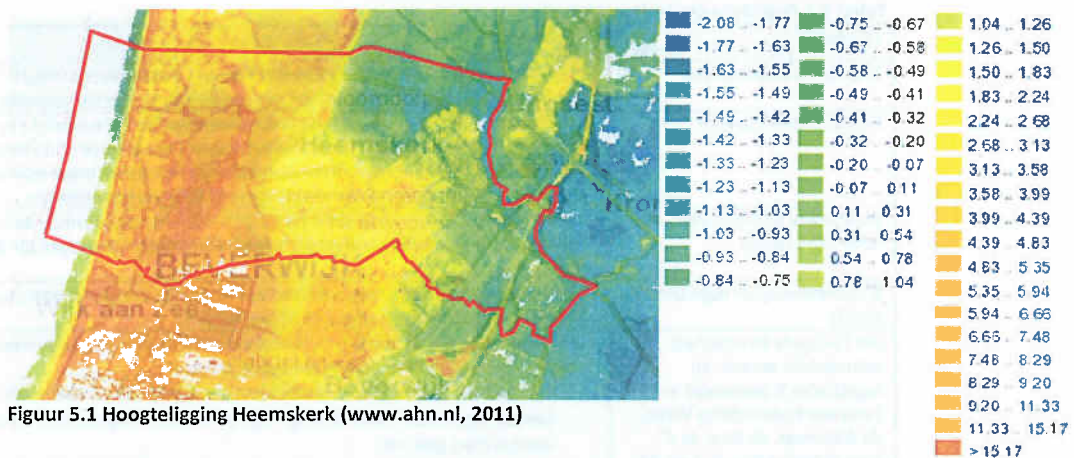 -2.08 .. -1.77
-1.77 .. -1.63
-1.63 .. -1.55
-1.55 .. -1.49
-1.49 .. -1.42
-1.42 .. -1.33
-1.33 .. -1.23
-1.23 .. -1.13
-1.13 .. -1.03
-1.03 .. -0.93
-0.93 .. -0.84
-0.84 .. -0.75
-0.75 .. -0.67
-0.67 .. -0.58
-0.58 .. -0.49
-0.49 .. -0.41
-0.41 .. -0.32
-0.32 .. -0.20
-0.20 .. -0.07
-0.07 .. 0.11
0.11 .. 0.31
0.31 .. 0.54
0.54 .. 0.78
0.78 .. 1.04
1.04 .. 1.26
1.26 .. 1.50
1.50 .. 1.83
1.83 .. 2.24
2.24 .. 2.68
2.68 .. 3.13
3.13 .. 3.58
3.58 .. 3.99
3.99 .. 4.39
4.39 .. 4.83
4.83 .. 5.35
5.35 .. 5.94
5.94 .. 6.66
6.66 .. 7.48
7.48 .. 8.29
8.29 .. 9.20
9.20 .. 11.33
11.33 .. 15.17
> 15.17
Heemskerk
BEVERWIJK
Wijk aan Zee
Beverwijk
Figuur 5.1 Hoogteligging Heemskerk (www.ahn.nl, 2011)